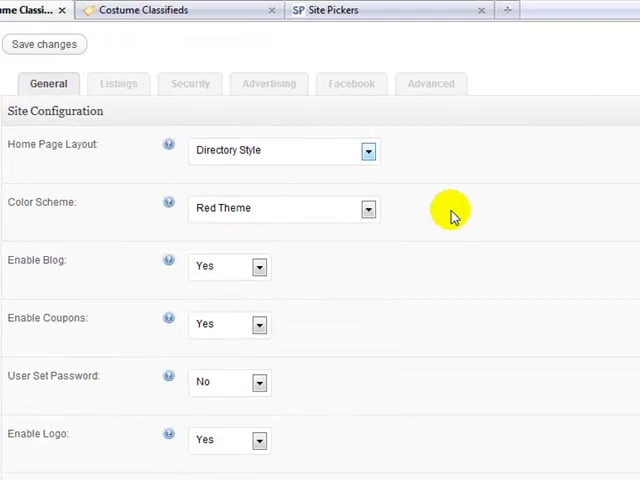 ume Classi... Costume Classifieds SP Site Pickers
Save changes
General Listings Security Advertising Facebook Advanced
Site Configuration
Home Page Layout: Directory Style
Color Scheme: Red Theme
Enable Blog: Yes
Enable Coupons: Yes
User Set Password: No
Enable Logo: Yes